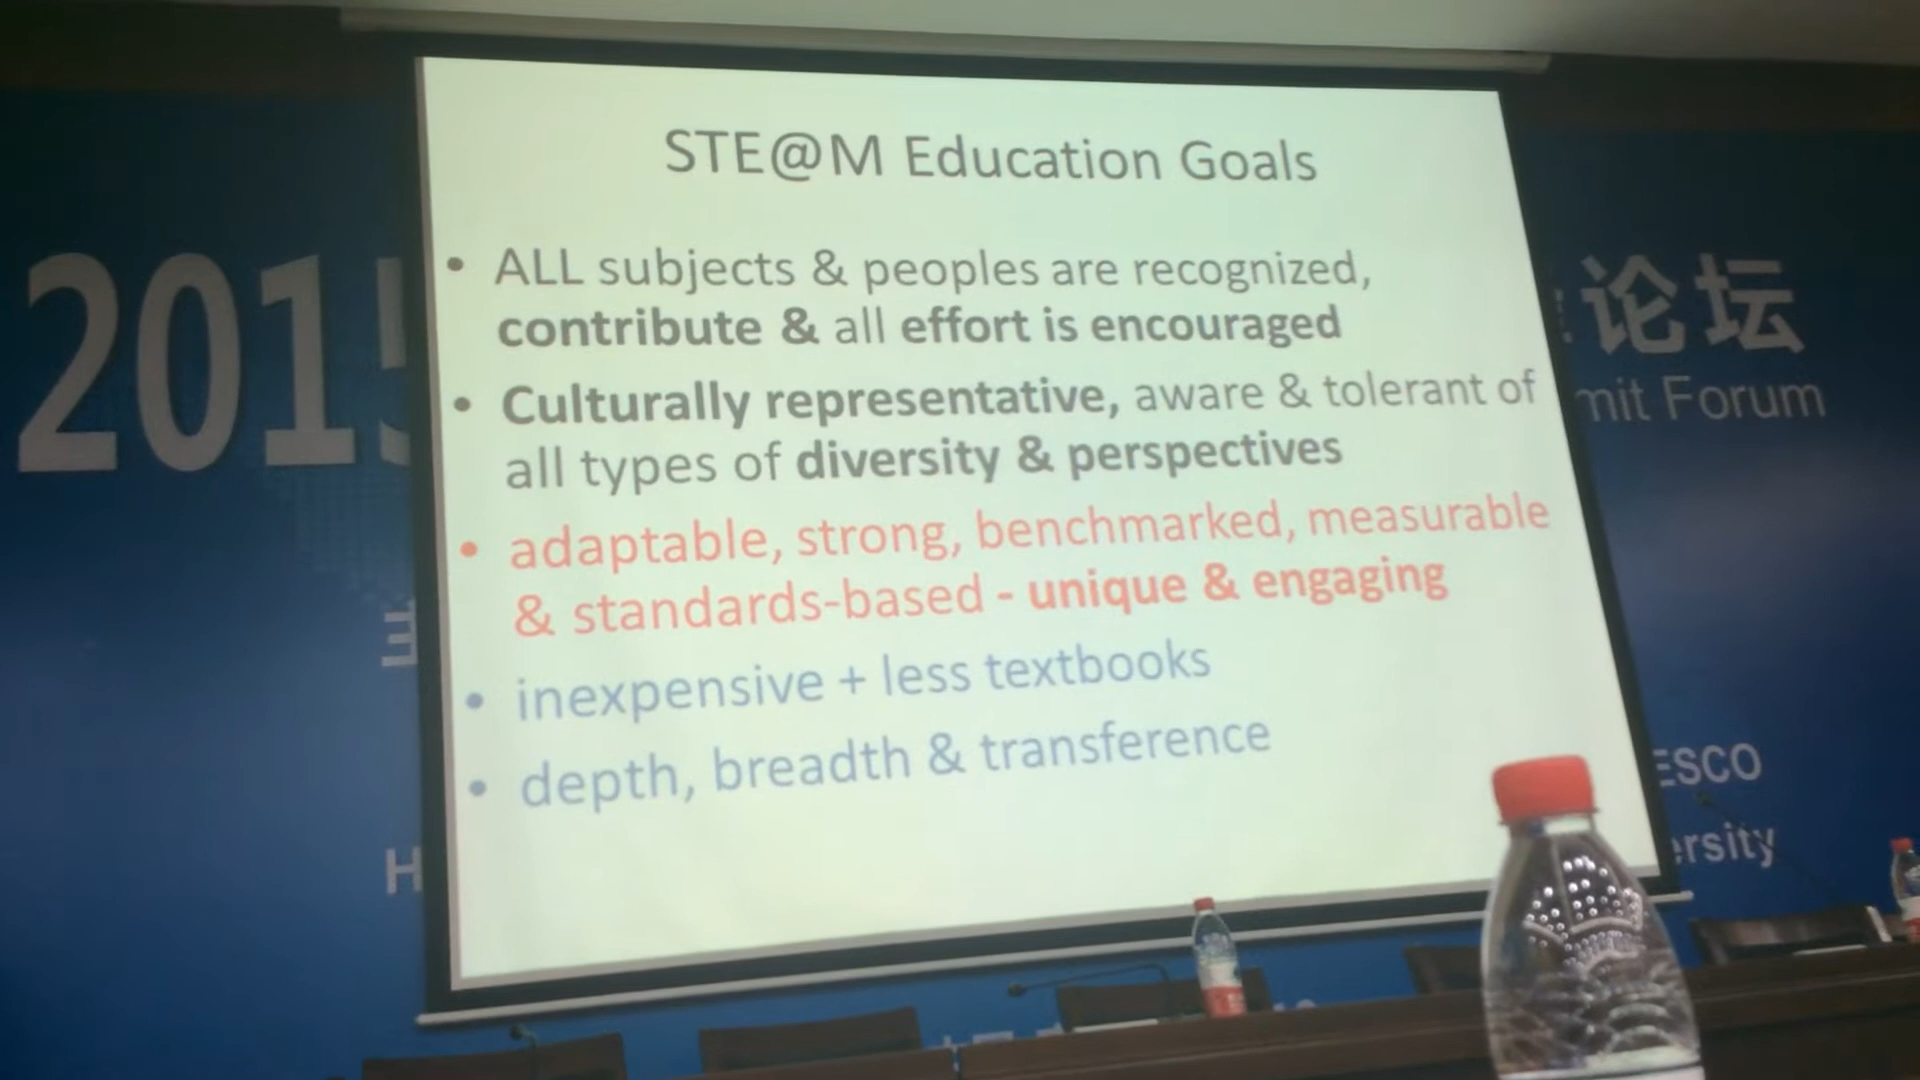 STE@M Education Goals
• ALL subjects & peoples are recognized,
contribute & all effort is encouraged
• Culturally representative, aware & tolerant of
all types of diversity & perspectives
• adaptable, strong, benchmarked, measurable
& standards-based - unique & engaging
• inexpensive + less textbooks
• depth, breadth & transference
2015
论坛
mit Forum
ESCO
ersity
H